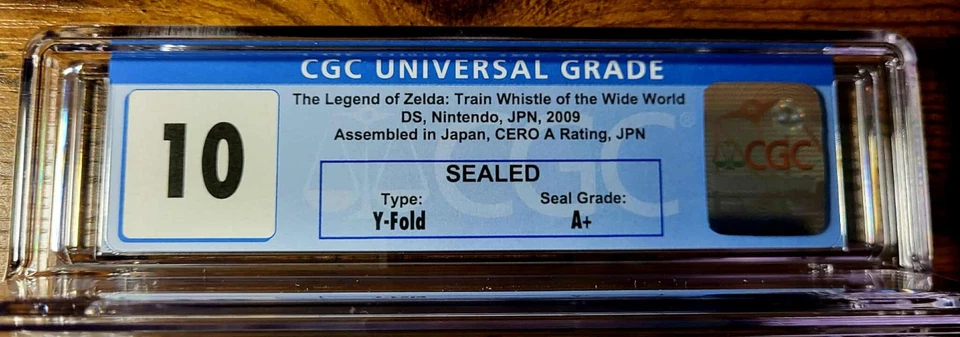 CGC UNIVERSAL GRADE
10
The Legend of Zelda: Train Whistle of the Wide World
DS, Nintendo, JPN, 2009
Assembled in Japan, CERO A Rating, JPN
SEALED
Type:
Seal Grade:
Y-Fold
A+
CGC
CGC